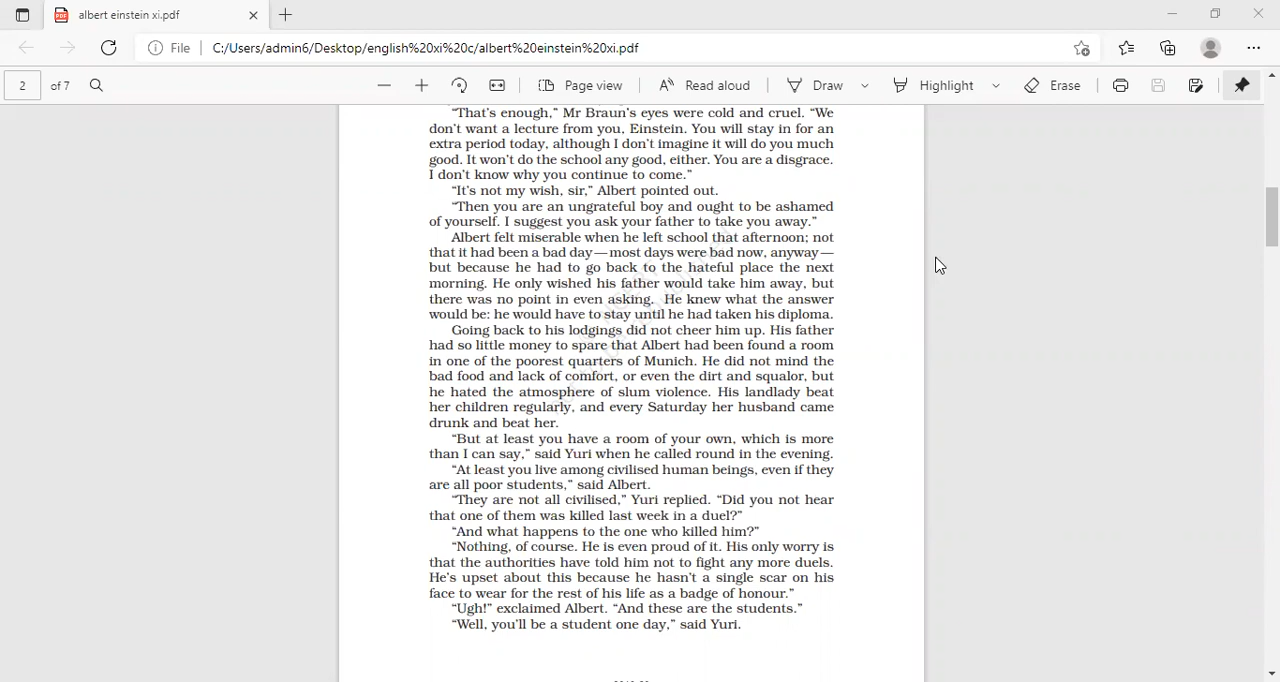 albert einstein xi.pdf
File C:/Users/admin6/Desktop/english%20xi%20c/albert%20einstein%20xi.pdf
2 of 7 Page view Read aloud Draw Highlight Erase
“That's enough,” Mr Braun's eyes were cold and cruel. “We
don't want a lecture from you, Einstein. You will stay in for an
extra period today, although I don't imagine it will do you much
good. It won't do the school any good, either. You are a disgrace.
I don't know why you continue to come.”
“It's not my wish, sir,” Albert pointed out.
“Then you are an ungrateful boy and ought to be ashamed
of yourself. I suggest you ask your father to take you away.”
Albert felt miserable when he left school that afternoon; not
that it had been a bad day — most days were bad now, anyway —
but because he had to go back to the hateful place the next
morning. He only wished his father would take him away, but
there was no point in even asking. He knew what the answer
would be: he would have to stay until he had taken his diploma.
Going back to his lodgings did not cheer him up. His father
had so little money to spare that Albert had been found a room
in one of the poorest quarters of Munich. He did not mind the
bad food and lack of comfort, or even the dirt and squalor, but
he hated the atmosphere of slum violence. His landlady beat
her children regularly, and every Saturday her husband came
drunk and beat her.
“But at least you have a room of your own, which is more
than I can say,” said Yuri when he called round in the evening.
“At least you live among civilised human beings, even if they
are all poor students,” said Albert.
“They are not all civilised,” Yuri replied. “Did you not hear
that one of them was killed last week in a duel?”
“And what happens to the one who killed him?”
“Nothing, of course. He is even proud of it. His only worry is
that the authorities have told him not to fight any more duels.
He's upset about this because he hasn't a single scar on his
face to wear for the rest of his life as a badge of honour.”
“Ugh!” exclaimed Albert. “And these are the students.”
“Well, you'll be a student one day,” said Yuri.